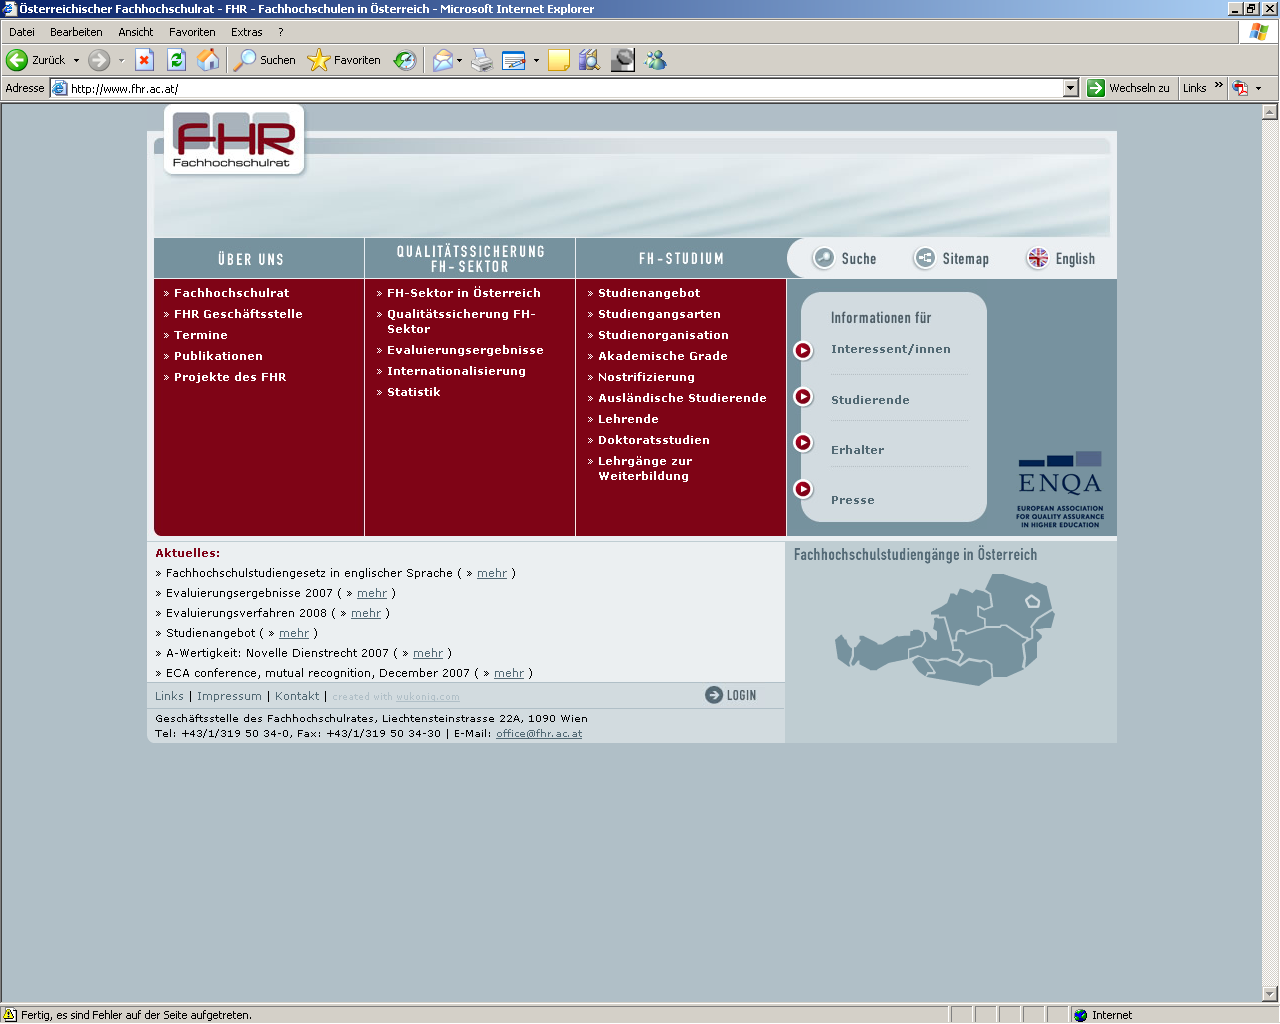 Österreichischer Fachhochschulrat - FHR - Fachhochschulen in Österreich - Microsoft Internet Explorer
Datei Bearbeiten Ansicht Favoriten Extras ?
Zurück Suchen Favoriten
Adresse http://www.fhr.ac.at/ Wechseln zu Links »
FHR
Fachhochschulrat
ÜBER UNS
QUALITÄTSSICHERUNG
FH-SEKTOR
FH-STUDIUM
Suche Sitemap English
» Fachhochschulrat
» FHR Geschäftsstelle
» Termine
» Publikationen
» Projekte des FHR
» FH-Sektor in Österreich
» Qualitätssicherung FH-
Sektor
» Evaluierungsergebnisse
» Internationalisierung
» Statistik
» Studienangebot
» Studiengangsarten
» Studienorganisation
» Akademische Grade
» Nostrifizierung
» Ausländische Studierende
» Lehrende
» Doktoratsstudien
» Lehrgänge zur
Weiterbildung
Informationen für
Interessent/innen
Studierende
Erhalter
Presse
ENQA
EUROPEAN ASSOCIATION
FOR QUALITY ASSURANCE
IN HIGHER EDUCATION
Aktuelles:
» Fachhochschulstudiengesetz in englischer Sprache ( » mehr )
» Evaluierungsergebnisse 2007 ( » mehr )
» Evaluierungsverfahren 2008 ( » mehr )
» Studienangebot ( » mehr )
» A-Wertigkeit: Novelle Dienstrecht 2007 ( » mehr )
» ECA conference, mutual recognition, December 2007 ( » mehr )
Fachhochschulstudiengänge in Österreich
Links | Impressum | Kontakt | created with wukonig.com
LOGIN
Geschäftsstelle des Fachhochschulrates, Liechtensteinstrasse 22A, 1090 Wien
Tel: +43/1/319 50 34-0, Fax: +43/1/319 50 34-30 | E-Mail: office@fhr.ac.at
Fertig, es sind Fehler auf der Seite aufgetreten. Internet